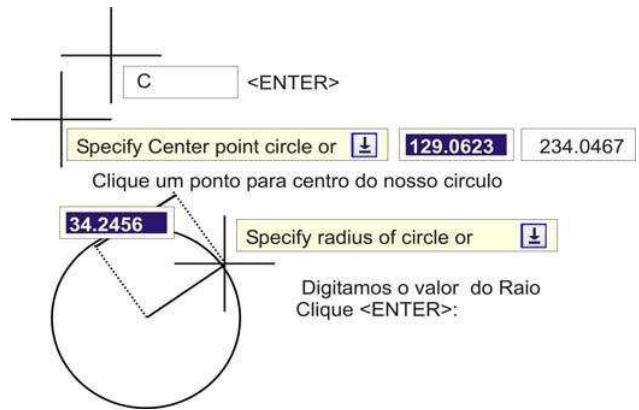 C <ENTER>
Specify Center point circle or 129.0623 234.0467
Clique um ponto para centro do nosso circulo
34.2456
Specify radius of circle or
Digitamos o valor do Raio
Clique <ENTER>: